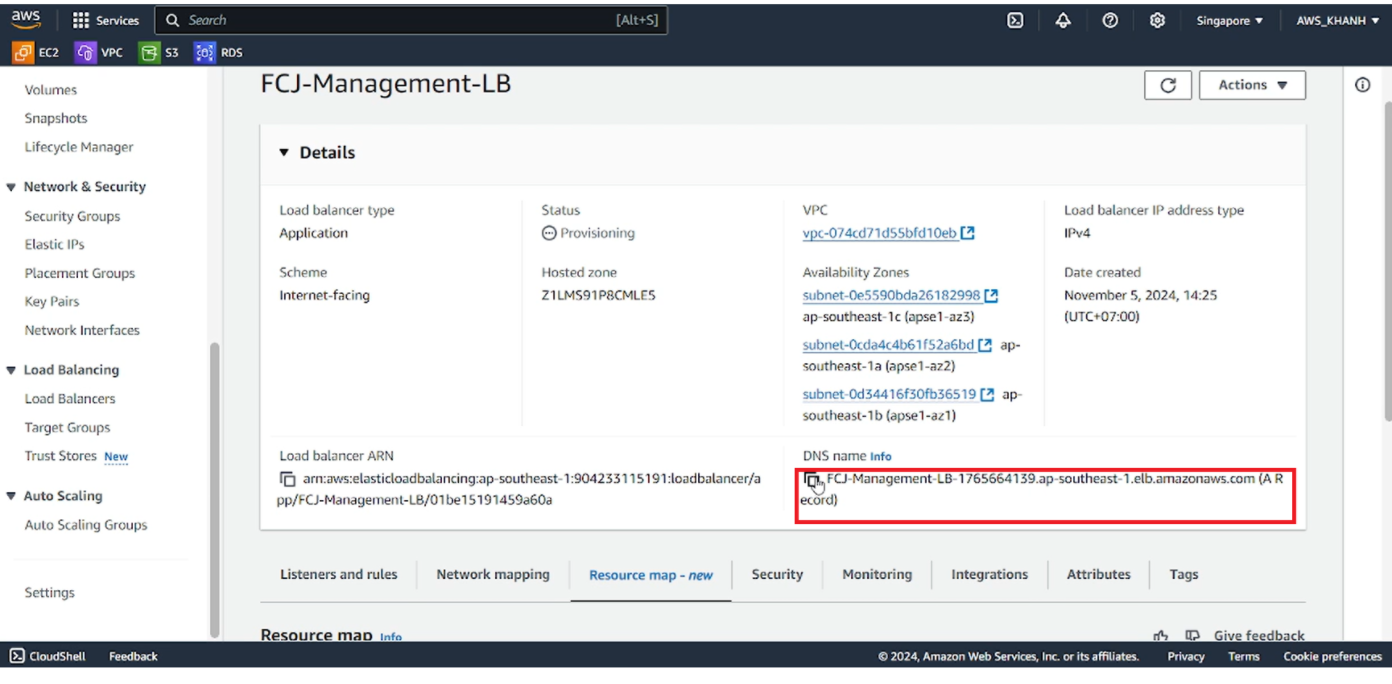 aws
Services
Search
[Alt+S]
Singapore
AWS_KHANH
EC2
VPC
S3
RDS
Volumes
Snapshots
Lifecycle Manager
Network & Security
Security Groups
Elastic IPs
Placement Groups
Key Pairs
Network Interfaces
Load Balancing
Load Balancers
Target Groups
Trust Stores New
Auto Scaling
Auto Scaling Groups
Settings
FCJ-Management-LB
Actions
Details
Load balancer type
Application
Status
Provisioning
VPC
vpc-074cd71d55bfd10eb
Load balancer IP address type
IPv4
Scheme
Internet-facing
Hosted zone
Z1LMS91P8CMLE5
Availability Zones
subnet-0e5590bda26182998
ap-southeast-1c (apse1-az3)
subnet-0cda4c4b61f52a6bd ap-
southeast-1a (apse1-az2)
subnet-0d34416f30fb36519 ap-
southeast-1b (apse1-az1)
Date created
November 5, 2024, 14:25
(UTC+07:00)
Load balancer ARN
arn:aws:elasticloadbalancing:ap-southeast-1:904233115191:loadbalancer/a
pp/FCJ-Management-LB/01be15191459a60a
DNS name Info
FCJ-Management-LB-1765664139.ap-southeast-1.elb.amazonaws.com (A R
ecord)
Listeners and rules
Network mapping
Resource map - new
Security
Monitoring
Integrations
Attributes
Tags
Resource map Info
Give feedback
CloudShell
Feedback
© 2024, Amazon Web Services, Inc. or its affiliates.
Privacy
Terms
Cookie preferences